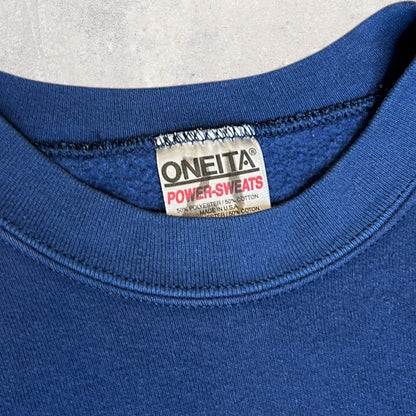 ONEITA®
POWER-SWEATS
50% POLYESTER / 50% COTTON
MADE IN U.S.A.